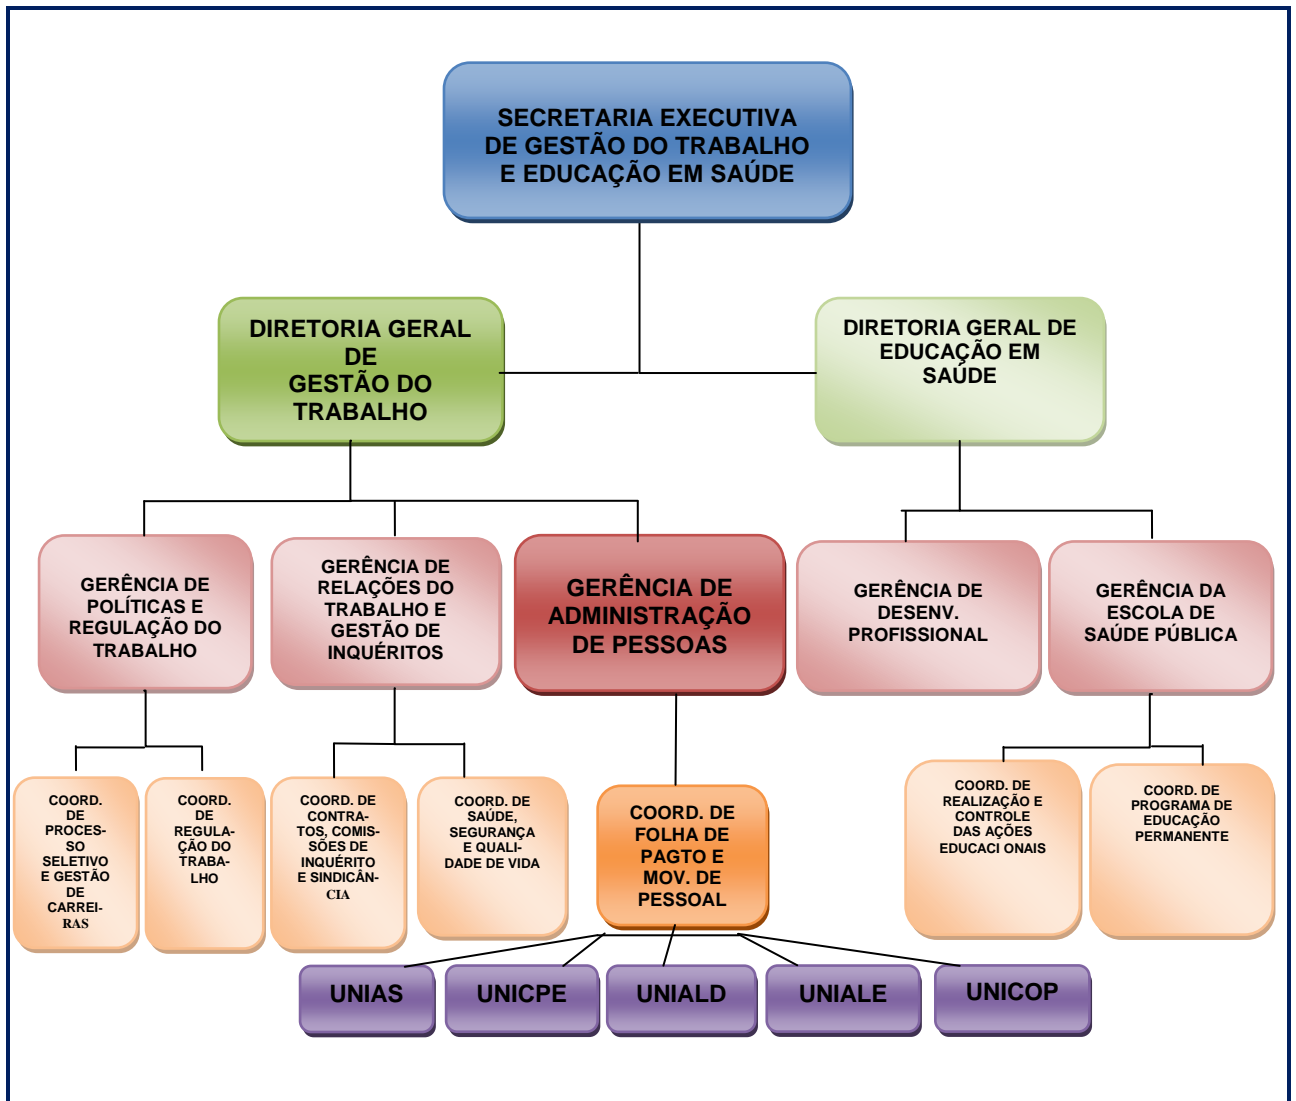 SECRETARIA EXECUTIVA
DE GESTÃO DO TRABALHO
E EDUCAÇÃO EM SAÚDE
DIRETORIA GERAL
DE
GESTÃO DO
TRABALHO
DIRETORIA GERAL DE
EDUCAÇÃO EM
SAÚDE
GERÊNCIA DE
POLÍTICAS E
REGULAÇÃO DO
TRABALHO
GERÊNCIA DE
RELAÇÕES DO
TRABALHO E
GESTÃO DE
INQUÉRITOS
GERÊNCIA DE
ADMINISTRAÇÃO
DE PESSOAS
GERÊNCIA DE
DESENV.
PROFISSIONAL
GERÊNCIA DA
ESCOLA DE
SAÚDE PÚBLICA
COORD.
DE
PROCES-
SO
SELETIVO
E GESTÃO
DE
CARREI-
RAS
COORD.
DE
REGULA-
ÇÃO DO
TRABA-
LHO
COORD. DE
CONTRA-
TOS, COMIS-
SÕES DE
INQUÉRITO
E SINDICÂN-
CIA
COORD. DE
SAÚDE,
SEGURANÇA
E QUALI-
DADE DE VIDA
COORD. DE
FOLHA DE
PAGTO E
MOV. DE
PESSOAL
COORD. DE
REALIZAÇÃO E
CONTROLE
DAS AÇÕES
EDUCACI ONAIS
COORD. DE
PROGRAMA DE
EDUCAÇÃO
PERMANENTE
UNIAS
UNICPE
UNIALD
UNIALE
UNICOP